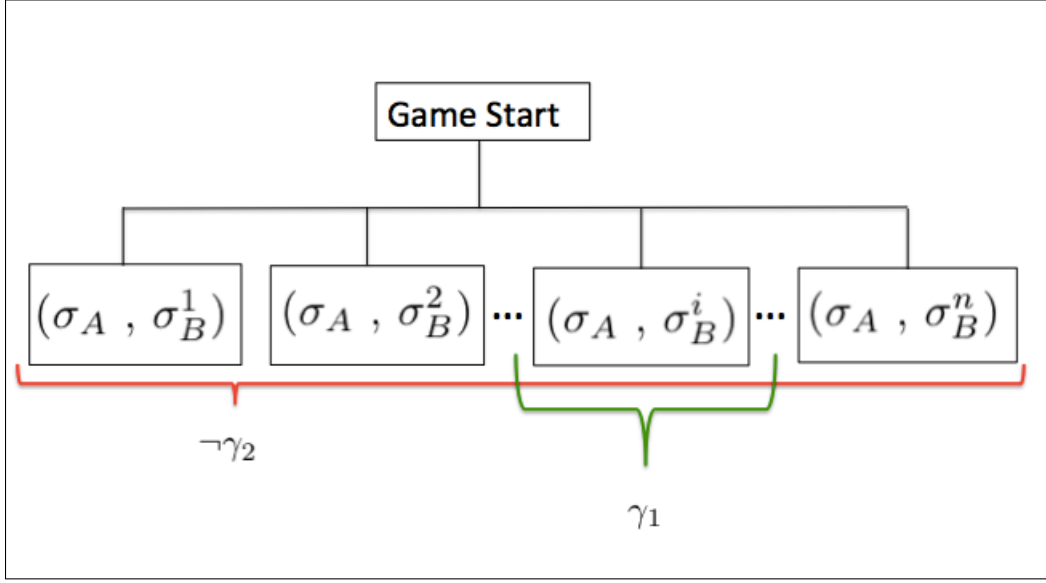 Game Start
(σ_A , σ_B^1) (σ_A , σ_B^2) ... (σ_A , σ_B^i) ... (σ_A , σ_B^n)
¬γ_2
γ_1